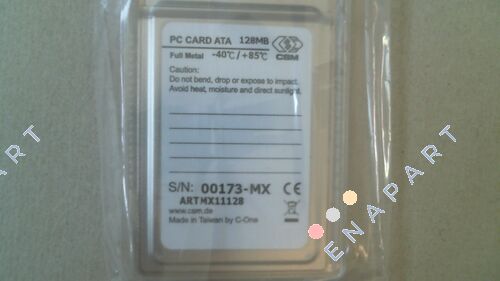 PC CARD ATA 128MB
Full Metal -40℃/+85℃
CSM
Caution:
Do not bend, drop or expose to impact.
Avoid heat, moisture and direct sunlight.
S/N: 00173-MX CE
ARTMX11128
www.csm.de
Made in Taiwan by C-One
ENAPART
ENAPART